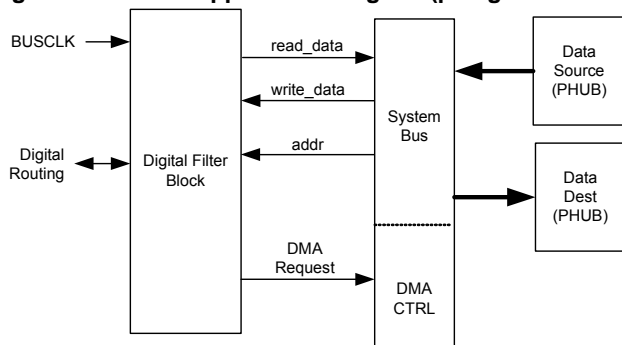 BUSCLK
read_data
Data
Source
(PHUB)
write_data
System
Bus
addr
Digital
Routing
Digital Filter
Block
Data
Dest
(PHUB)
DMA
Request
DMA
CTRL